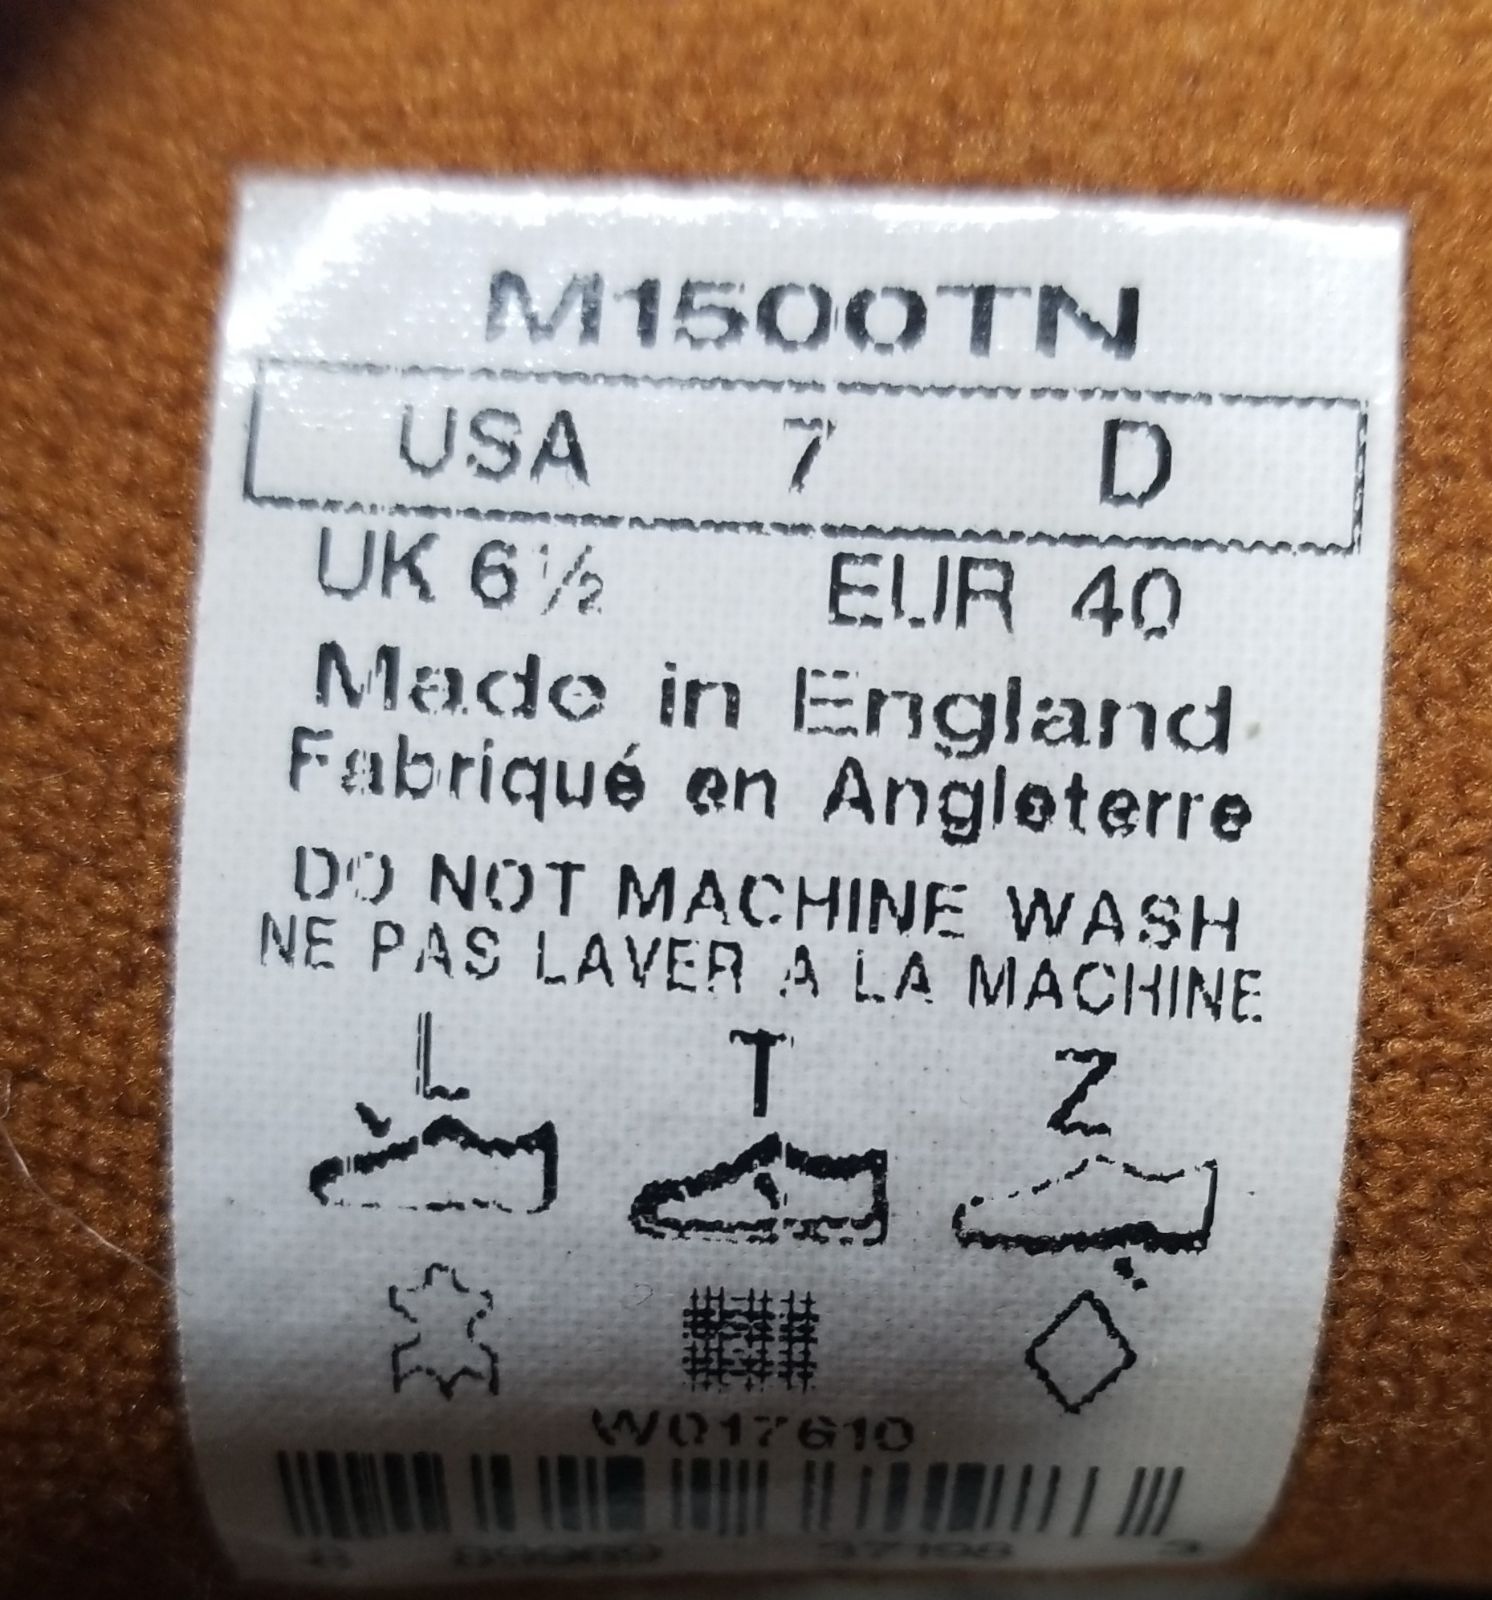 M1500TN
USA 7 D
UK 6½ EUR 40
Made in England
Fabriqué en Angleterre
DO NOT MACHINE WASH
NE PAS LAVER A LA MACHINE
L T Z
W017610